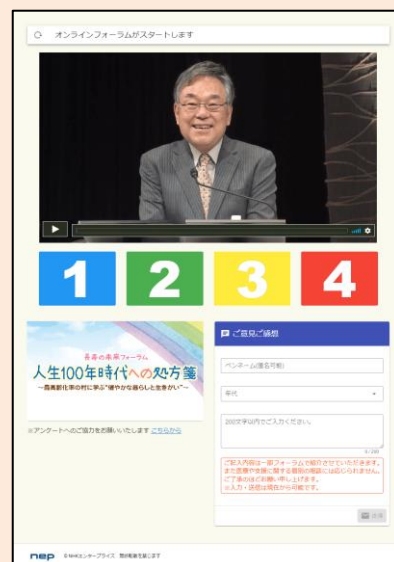 オンラインフォーラムがスタートします
1 2 3 4
長寿の未来フォーラム
人生100年時代への処方箋
～超高齢化率の村に学ぶ“健やかな暮らしと生きがい”～
※アンケートへのご協力をお願いいたします こちらから
ご意見ご感想
ペンネーム(匿名可能)
年代
200文字以内でご入力ください。
0/200
ご記入内容は一部フォーラムで紹介させていただきます。
また医療や支援に関する個別の相談には応じられません。
ご了承のほどお願い申し上げます。
※入力・送信は現在から可能です。
送信
nep ©NHKエンタープライズ 無断転載を禁じます